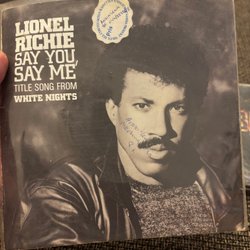 LIONEL
RICHIE
SAY YOU,
SAY ME
TITLE SONG FROM
WHITE NIGHTS